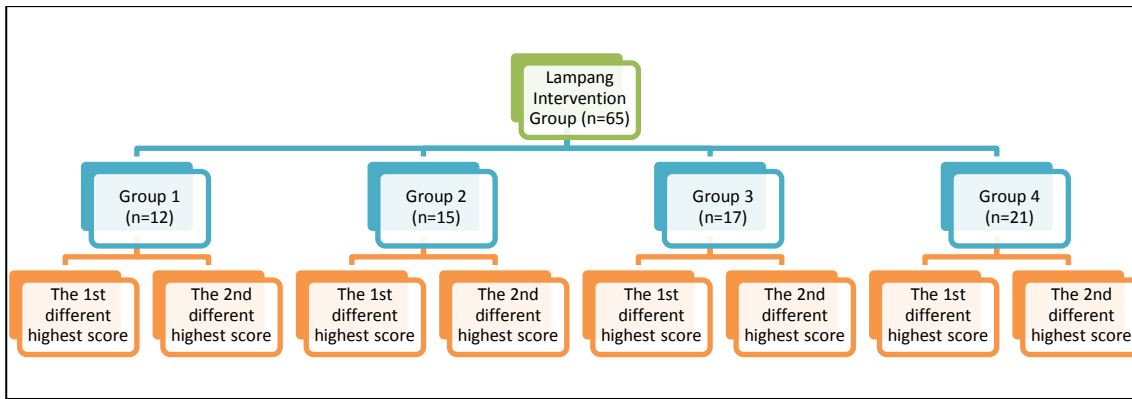 Lampang
Intervention
Group (n=65)
Group 1
(n=12)
Group 2
(n=15)
Group 3
(n=17)
Group 4
(n=21)
The 1st
different
highest score
The 2nd
different
highest score
The 1st
different
highest score
The 2nd
different
highest score
The 1st
different
highest score
The 2nd
different
highest score
The 1st
different
highest score
The 2nd
different
highest score